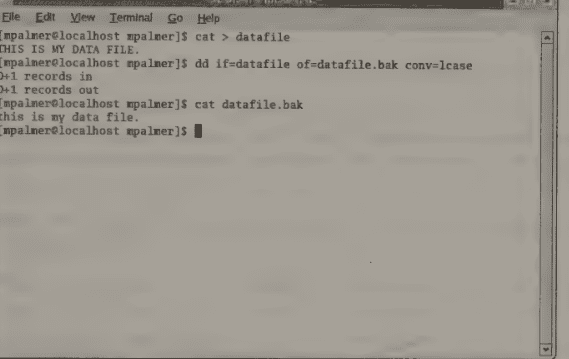 File Edit View Terminal Go Help
[mpalmer@localhost mpalmer]$ cat > datafile
THIS IS MY DATA FILE.
[mpalmer@localhost mpalmer]$ dd if=datafile of=datafile.bak conv=lcase
0+1 records in
0+1 records out
[mpalmer@localhost mpalmer]$ cat datafile.bak
this is my data file.
[mpalmer@localhost mpalmer]$